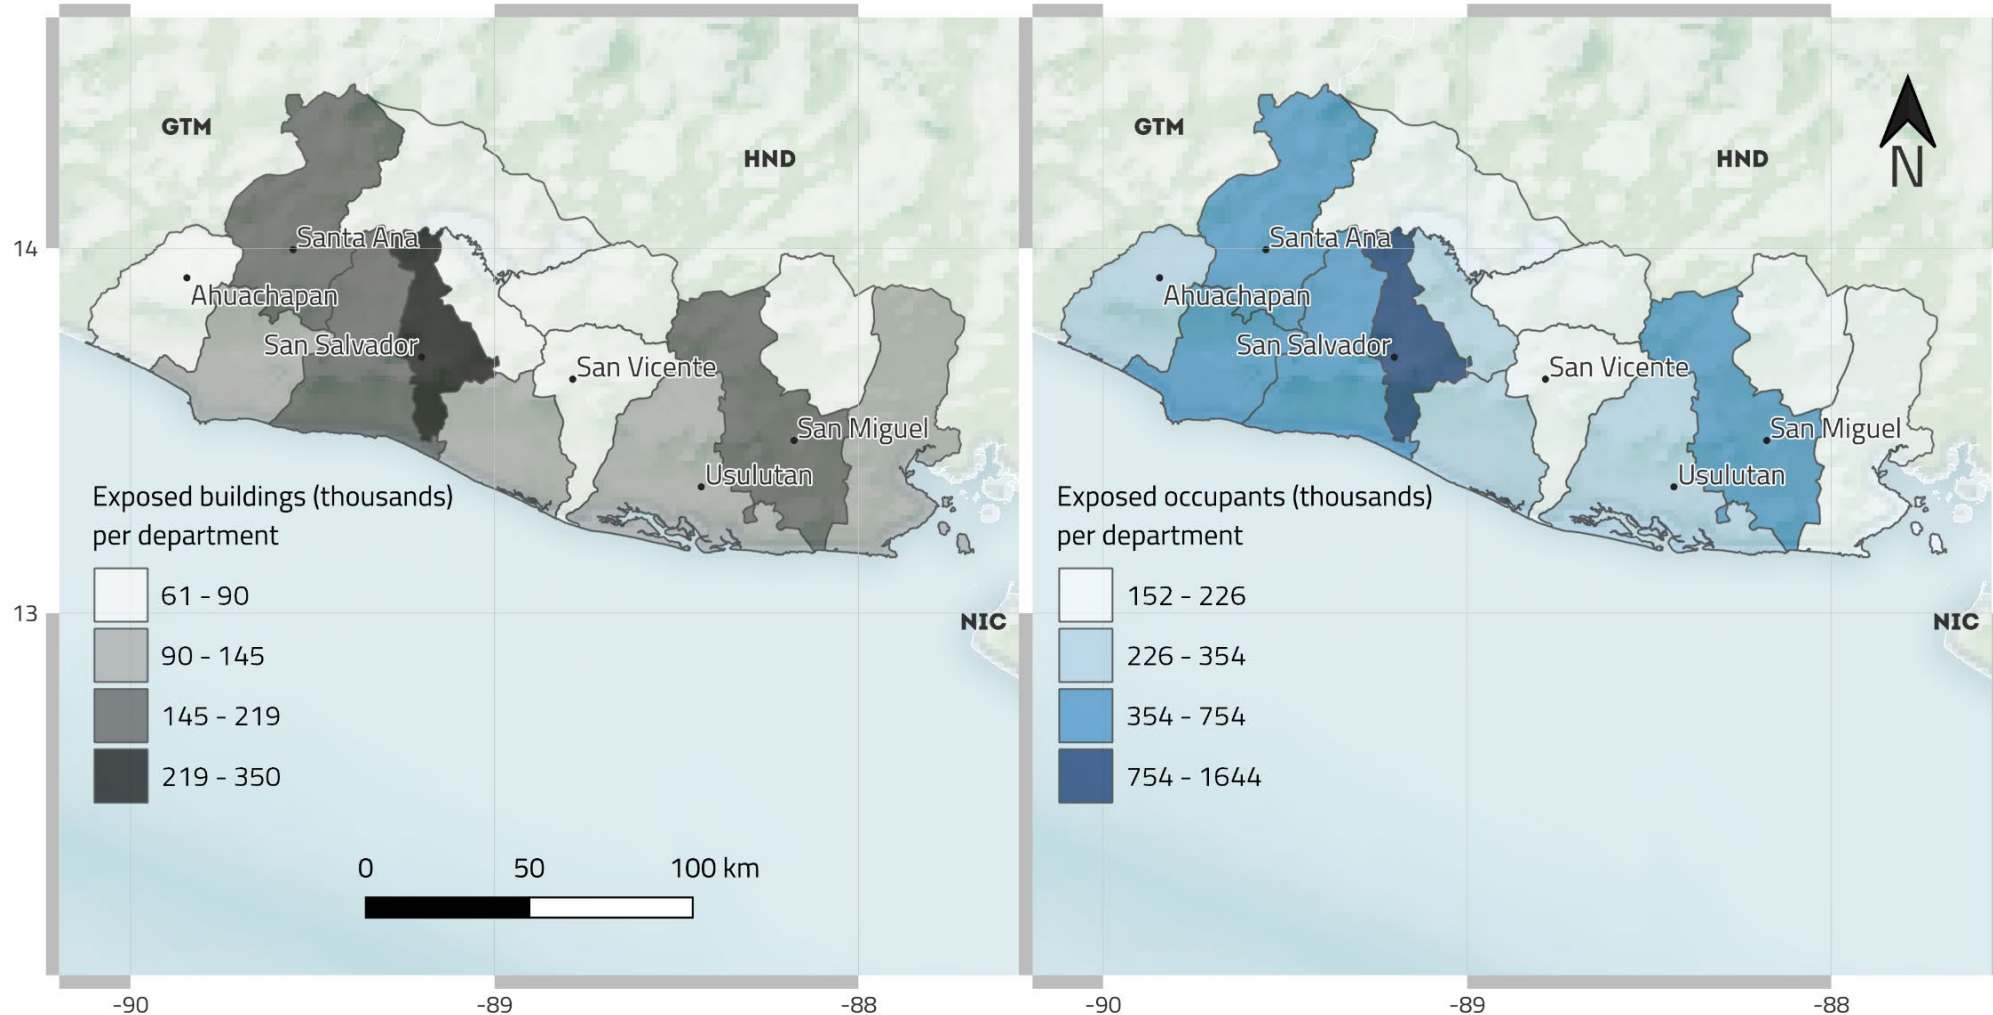 GTM
HND
14
Santa Ana
Ahuachapan
San Salvador
San Vicente
San Miguel
Usulutan
Exposed buildings (thousands)
per department
61 - 90
90 - 145
145 - 219
219 - 350
13
NIC
0 50 100 km
-90 -89 -88
GTM
HND
N
Santa Ana
Ahuachapan
San Salvador
San Vicente
San Miguel
Usulutan
Exposed occupants (thousands)
per department
152 - 226
226 - 354
354 - 754
754 - 1644
NIC
-90 -89 -88